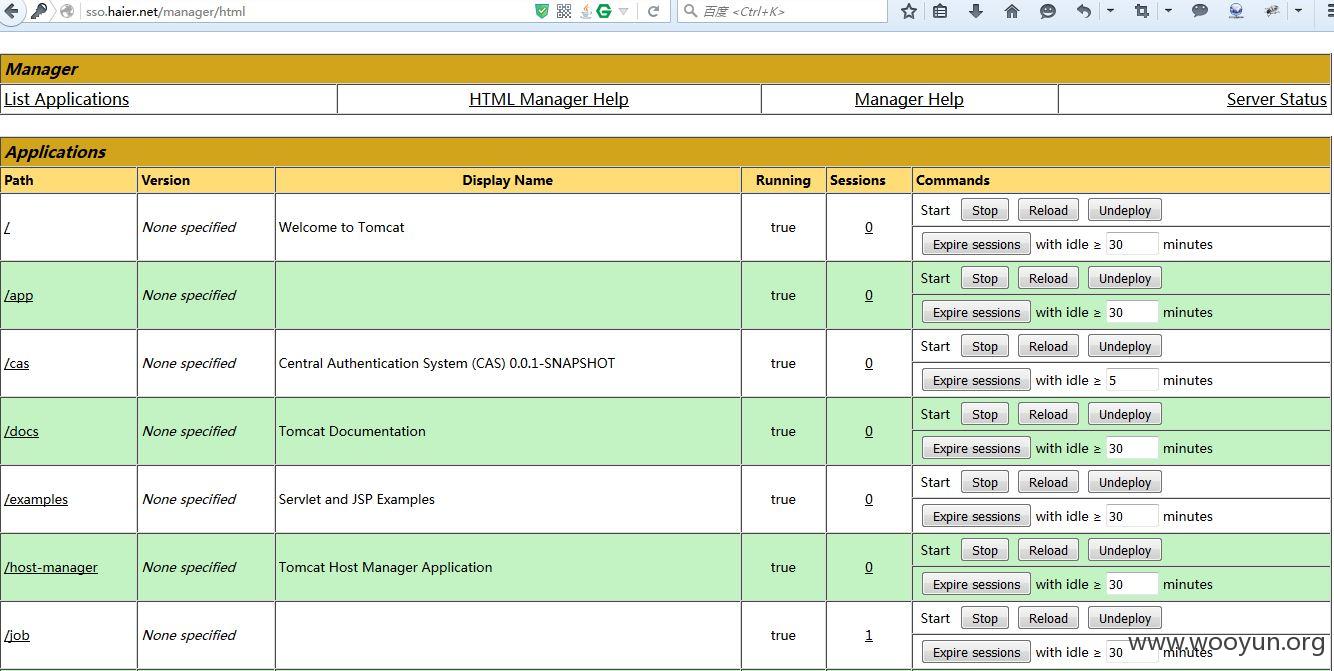 sso.haier.net/manager/html
百度 <Ctrl+K>
Manager
List Applications HTML Manager Help Manager Help Server Status
Applications
Path Version Display Name Running Sessions Commands
/ None specified Welcome to Tomcat true 0 Start Stop Reload Undeploy
Expire sessions with idle ≥ 30 minutes
/app None specified true 0 Start Stop Reload Undeploy
Expire sessions with idle ≥ 30 minutes
/cas None specified Central Authentication System (CAS) 0.0.1-SNAPSHOT true 0 Start Stop Reload Undeploy
Expire sessions with idle ≥ 5 minutes
/docs None specified Tomcat Documentation true 0 Start Stop Reload Undeploy
Expire sessions with idle ≥ 30 minutes
/examples None specified Servlet and JSP Examples true 0 Start Stop Reload Undeploy
Expire sessions with idle ≥ 30 minutes
/host-manager None specified Tomcat Host Manager Application true 0 Start Stop Reload Undeploy
Expire sessions with idle ≥ 30 minutes
/job None specified true 1 Start Stop Reload Undeploy
Expire sessions with idle ≥ 30 minutes
www.wooyun.org